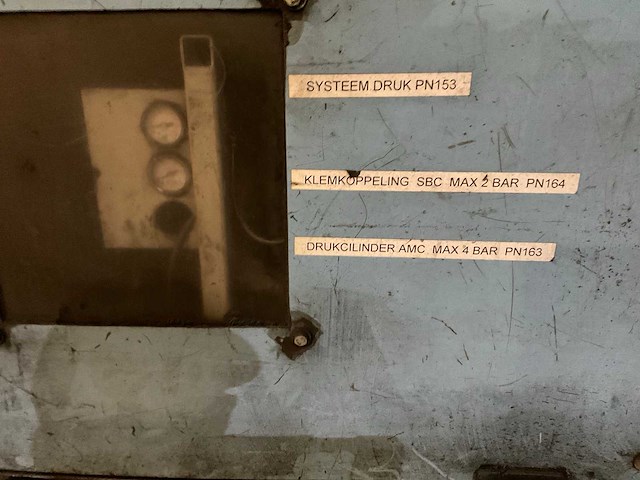 SYSTEEM DRUK PN153
KLEMKOPPELING SBC MAX 2 BAR PN164
DRUKCILINDER AMC MAX 4 BAR PN163